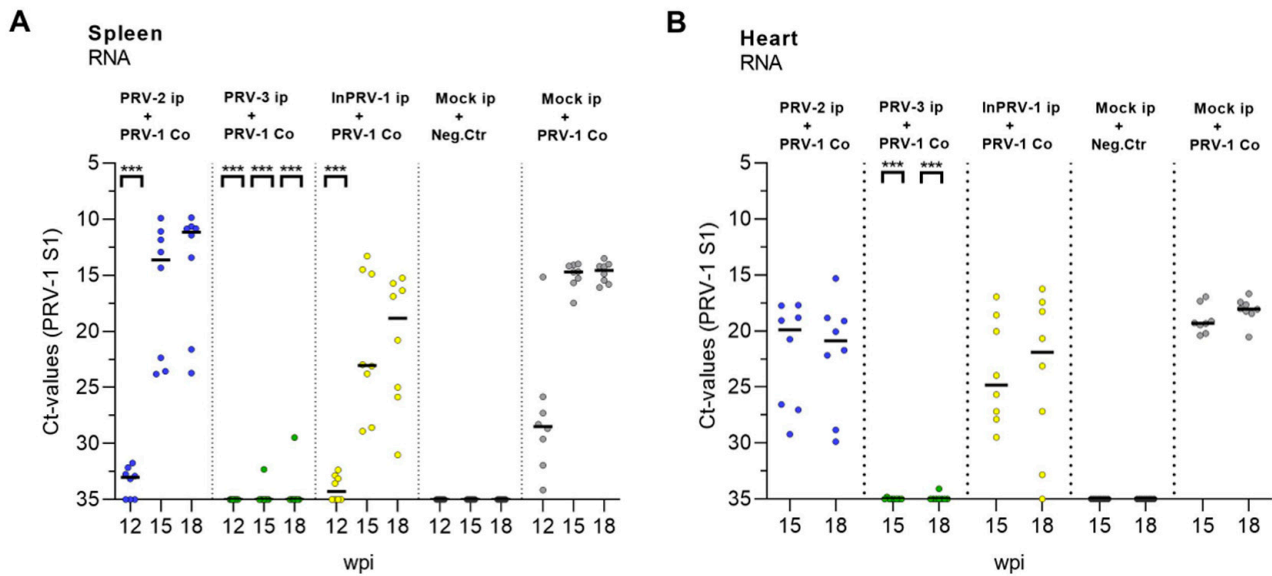 A
Spleen
RNA
PRV-2 ip PRV-3 ip InPRV-1 ip Mock ip Mock ip
+ + + + +
PRV-1 Co PRV-1 Co PRV-1 Co Neg.Ctr PRV-1 Co
*** *** *** *** ***
Ct-values (PRV-1 S1)
5
10
15
20
25
30
35
12 15 18 12 15 18 12 15 18 12 15 18 12 15 18
wpi
B
Heart
RNA
PRV-2 ip PRV-3 ip InPRV-1 ip Mock ip Mock ip
+ + + + +
PRV-1 Co PRV-1 Co PRV-1 Co Neg.Ctr PRV-1 Co
*** ***
Ct-values (PRV-1 S1)
5
10
15
20
25
30
35
15 18 15 18 15 18 15 18 15 18
wpi